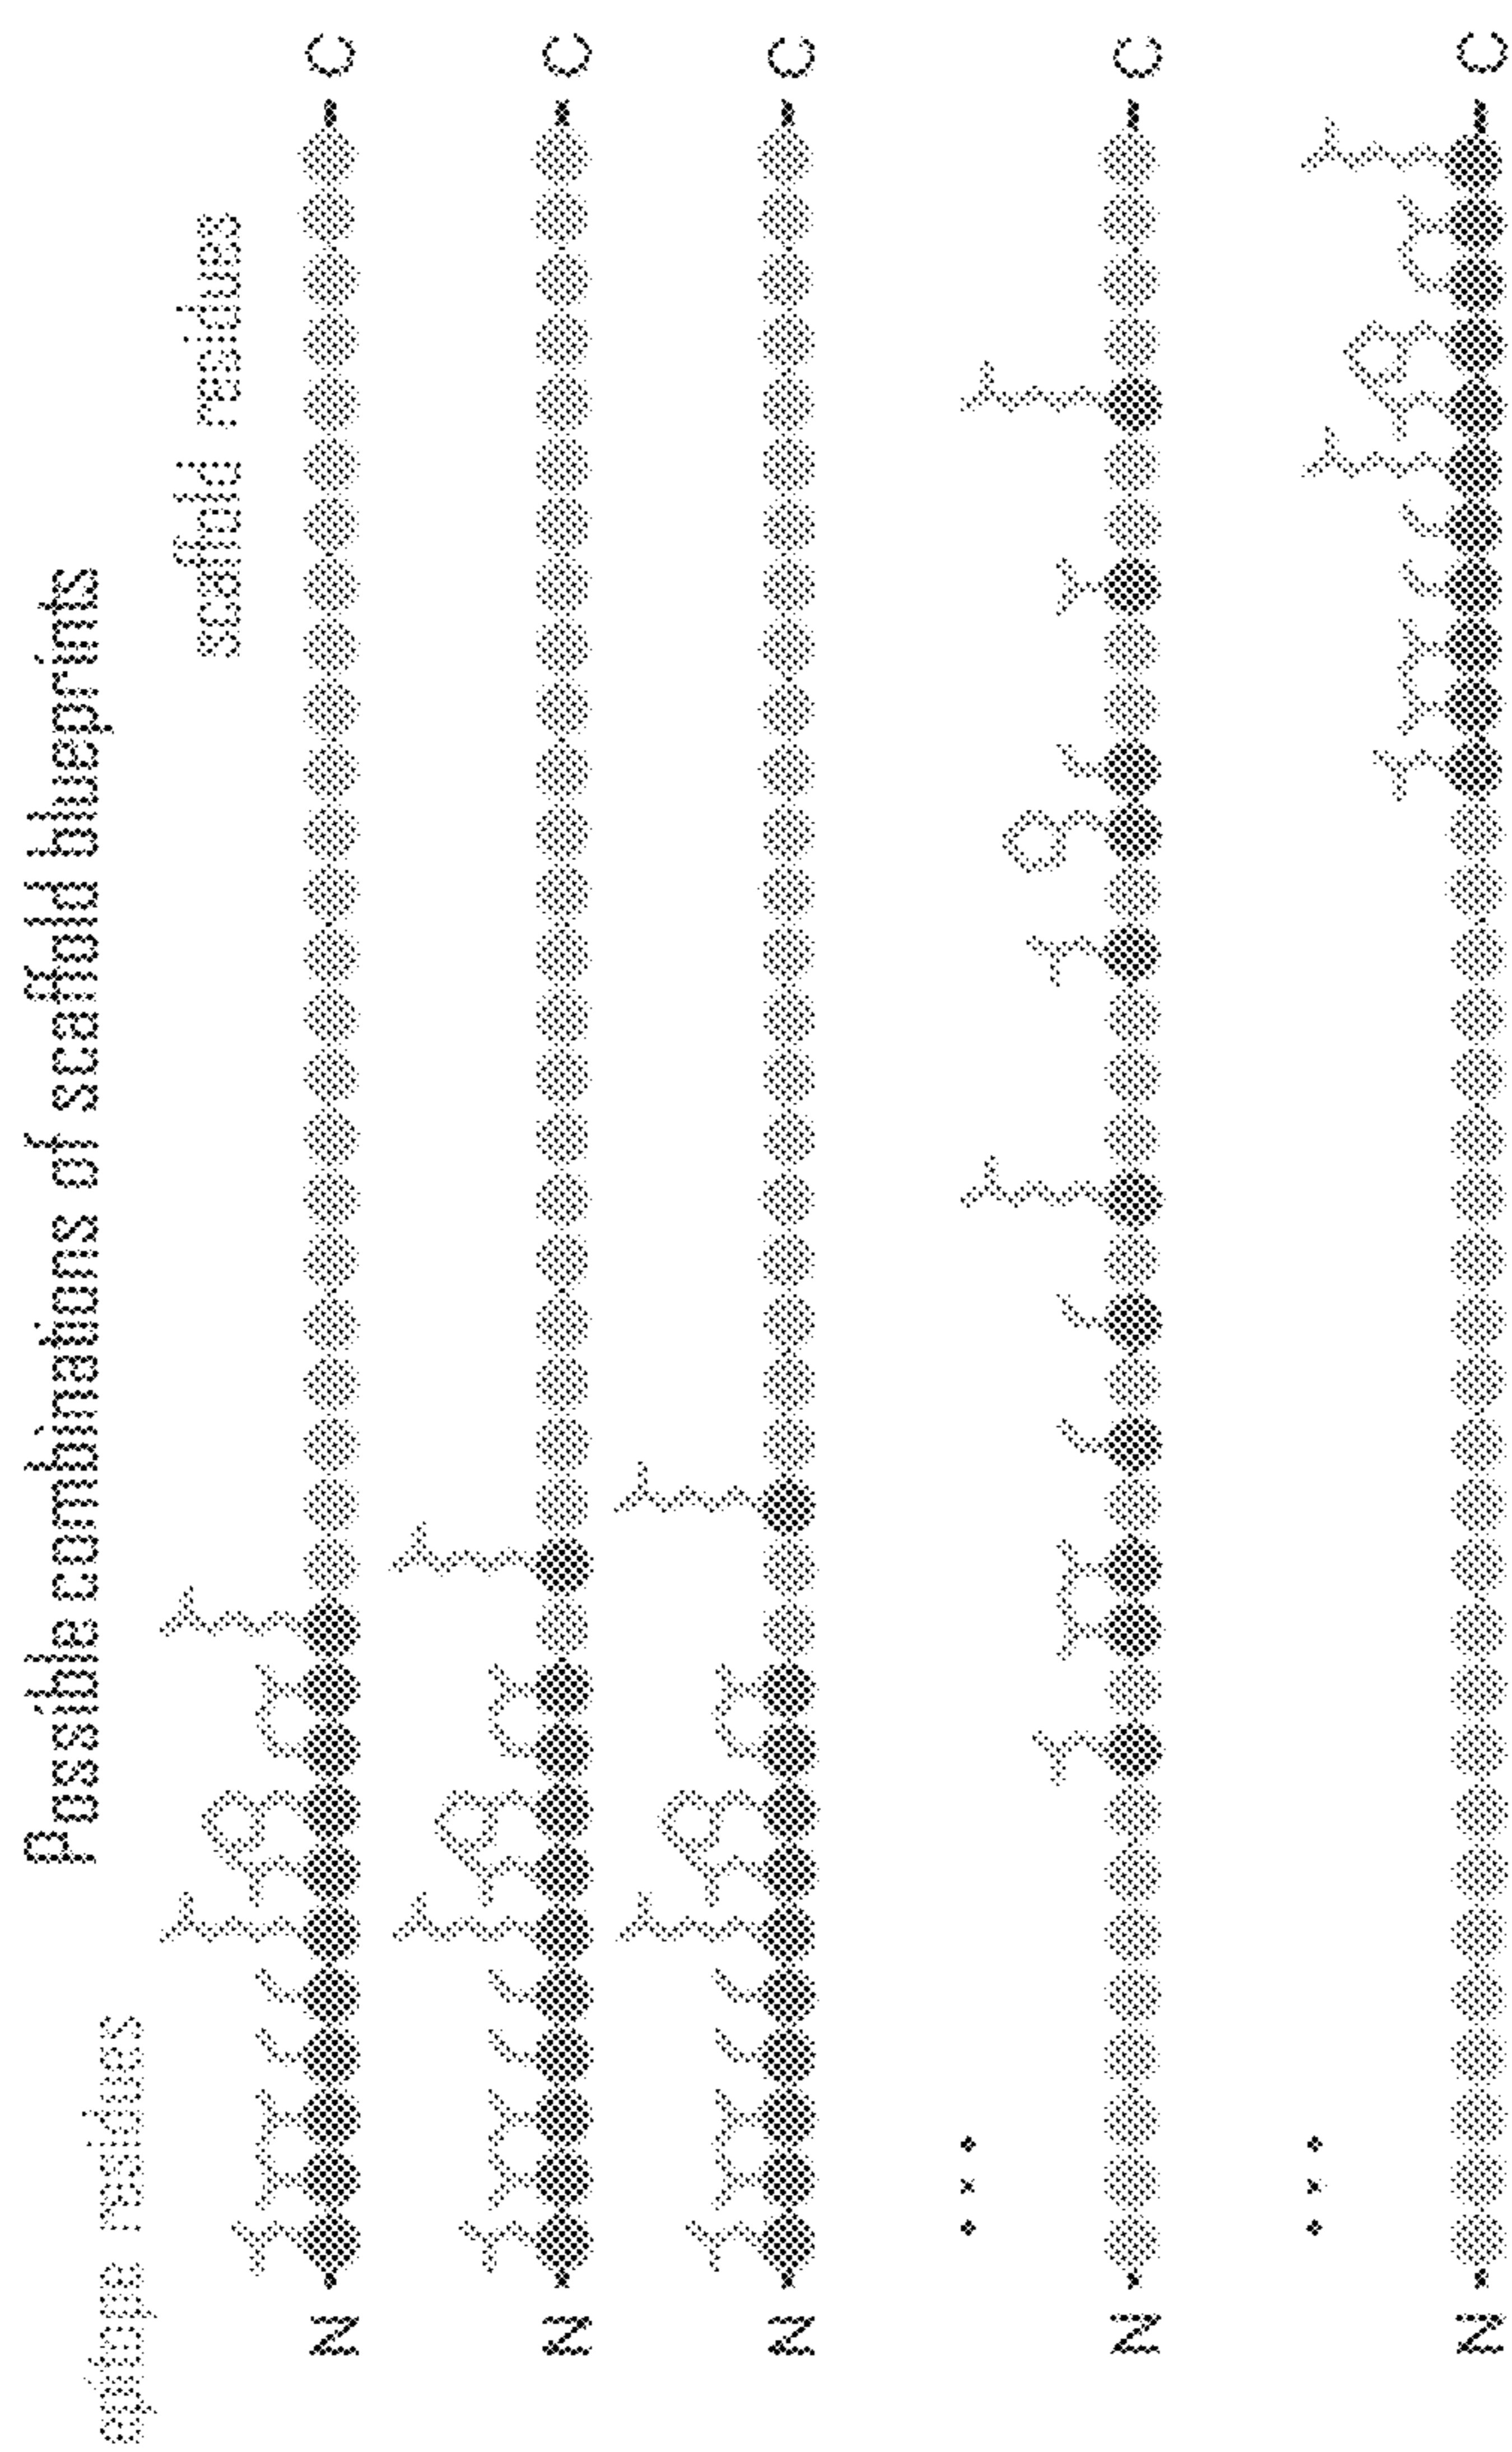 Possible combinations of scaffold blueprints
epitope residues
scaffold residues
N C
N C
N C
...
N C
...
N C